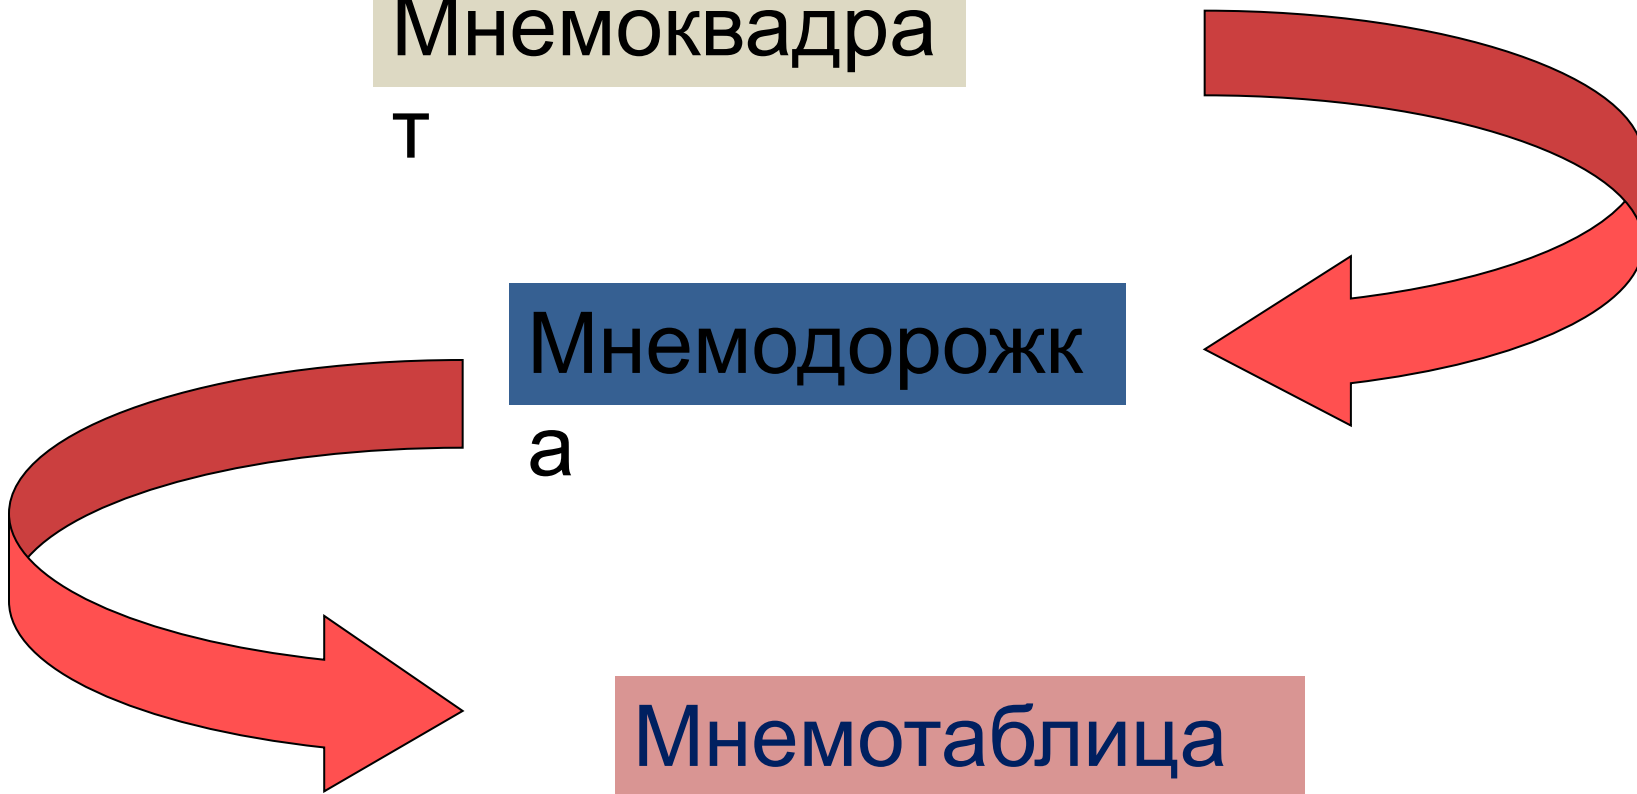 Мнемоквадра
т
Мнемодорожк
а
Мнемотаблица